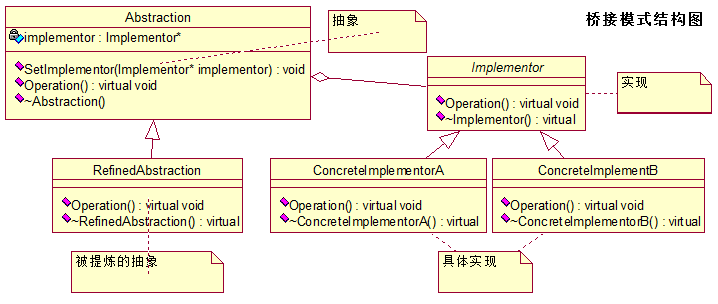 Abstraction
implementor : Implementor*
SetImplementor(Implementor* implementor) : void
Operation() : virtual void
~Abstraction()
抽象
桥接模式结构图
Implementor
Operation() : virtual void
~Implementor() : virtual
实现
RefinedAbstraction
Operation() : virtual void
~RefinedAbstraction() : virtual
ConcreteImplementorA
Operation() : virtual void
~ConcreteImplementorA() : virtual
ConcreteImplementB
Operation() : virtual void
~ConcreteImplementorB() : virtual
被提炼的抽象
具体实现